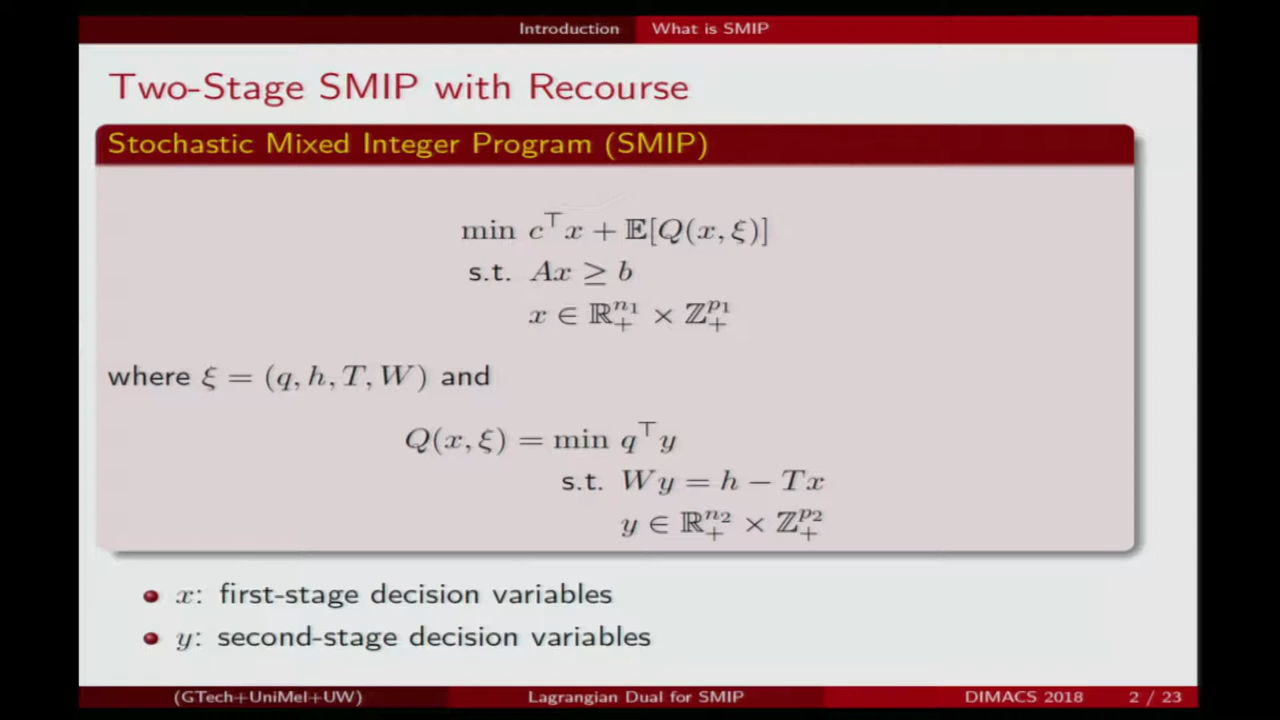 Introduction What is SMIP
Two-Stage SMIP with Recourse
Stochastic Mixed Integer Program (SMIP)
min c⊤x + 𝔼[Q(x, ξ)]
s.t. Ax ≥ b
x ∈ ℝ₊ⁿ¹ × ℤ₊ᵖ¹
where ξ = (q, h, T, W) and
Q(x, ξ) = min q⊤y
s.t. Wy = h − Tx
y ∈ ℝ₊ⁿ² × ℤ₊ᵖ²
x: first-stage decision variables
y: second-stage decision variables
(GTech+UniMel+UW) Lagrangian Dual for SMIP DIMACS 2018 2 / 23